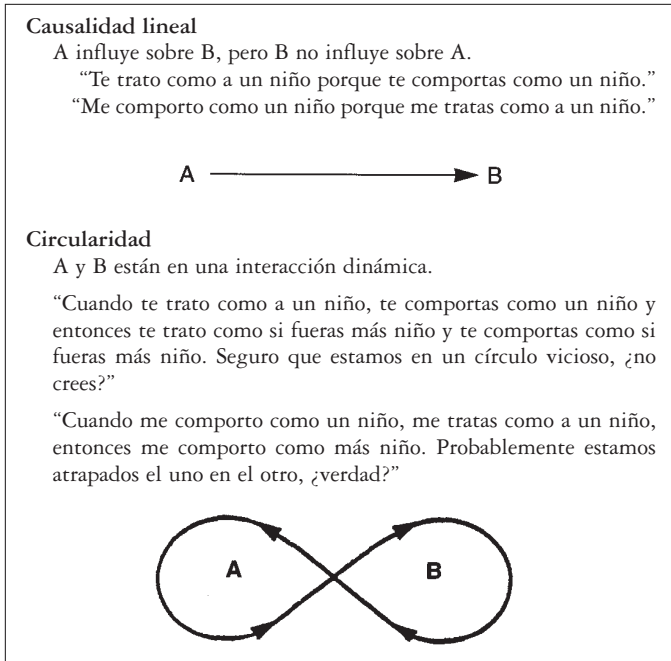 Causalidad lineal
A influye sobre B, pero B no influye sobre A.
“Te trato como a un niño porque te comportas como un niño.”
“Me comporto como un niño porque me tratas como a un niño.”
A B
Circularidad
A y B están en una interacción dinámica.
“Cuando te trato como a un niño, te comportas como un niño y
entonces te trato como si fueras más niño y te comportas como si
fueras más niño. Seguro que estamos en un círculo vicioso, ¿no
crees?”
“Cuando me comporto como un niño, me tratas como a un niño,
entonces me comporto como más niño. Probablemente estamos
atrapados el uno en el otro, ¿verdad?”
A B